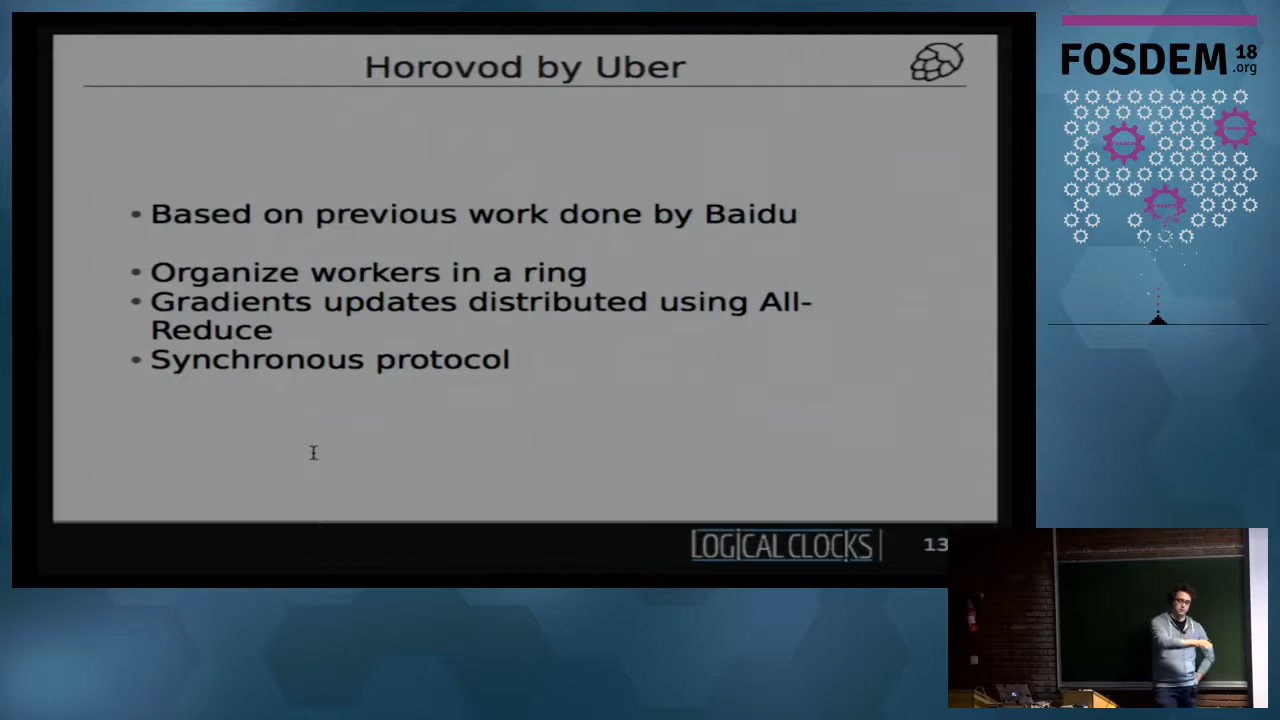 Horovod by Uber
• Based on previous work done by Baidu
• Organize workers in a ring
• Gradients updates distributed using All-
Reduce
• Synchronous protocol
LOGICAL CLOCKS
13
FOSDEM 18
.org